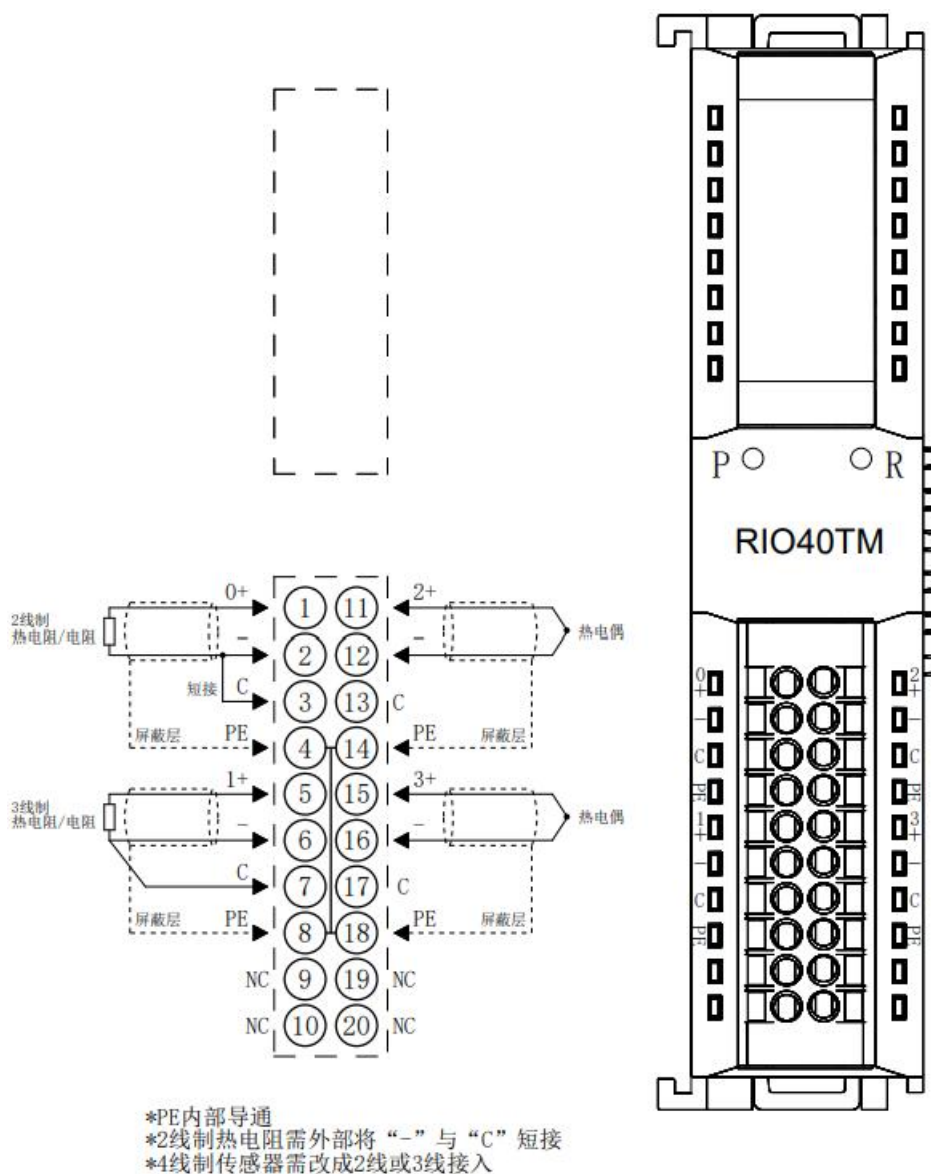 P R
RIO40TM
0+ 1 11 2+
2线制
热电阻/电阻
- 2 12 -
热电偶
短接 C 3 13 C
屏蔽层 PE 4 14 PE 屏蔽层
1+ 5 15 3+
3线制
热电阻/电阻
- 6 16 -
热电偶
C 7 17 C
屏蔽层 PE 8 18 PE 屏蔽层
NC 9 19 NC
NC 10 20 NC
0+ 2+
- -
C C
PE PE
1+ 3+
- -
C C
PE PE
*PE内部导通
*2线制热电阻需外部将“-”与“C”短接
*4线制传感器需改成2线或3线接入